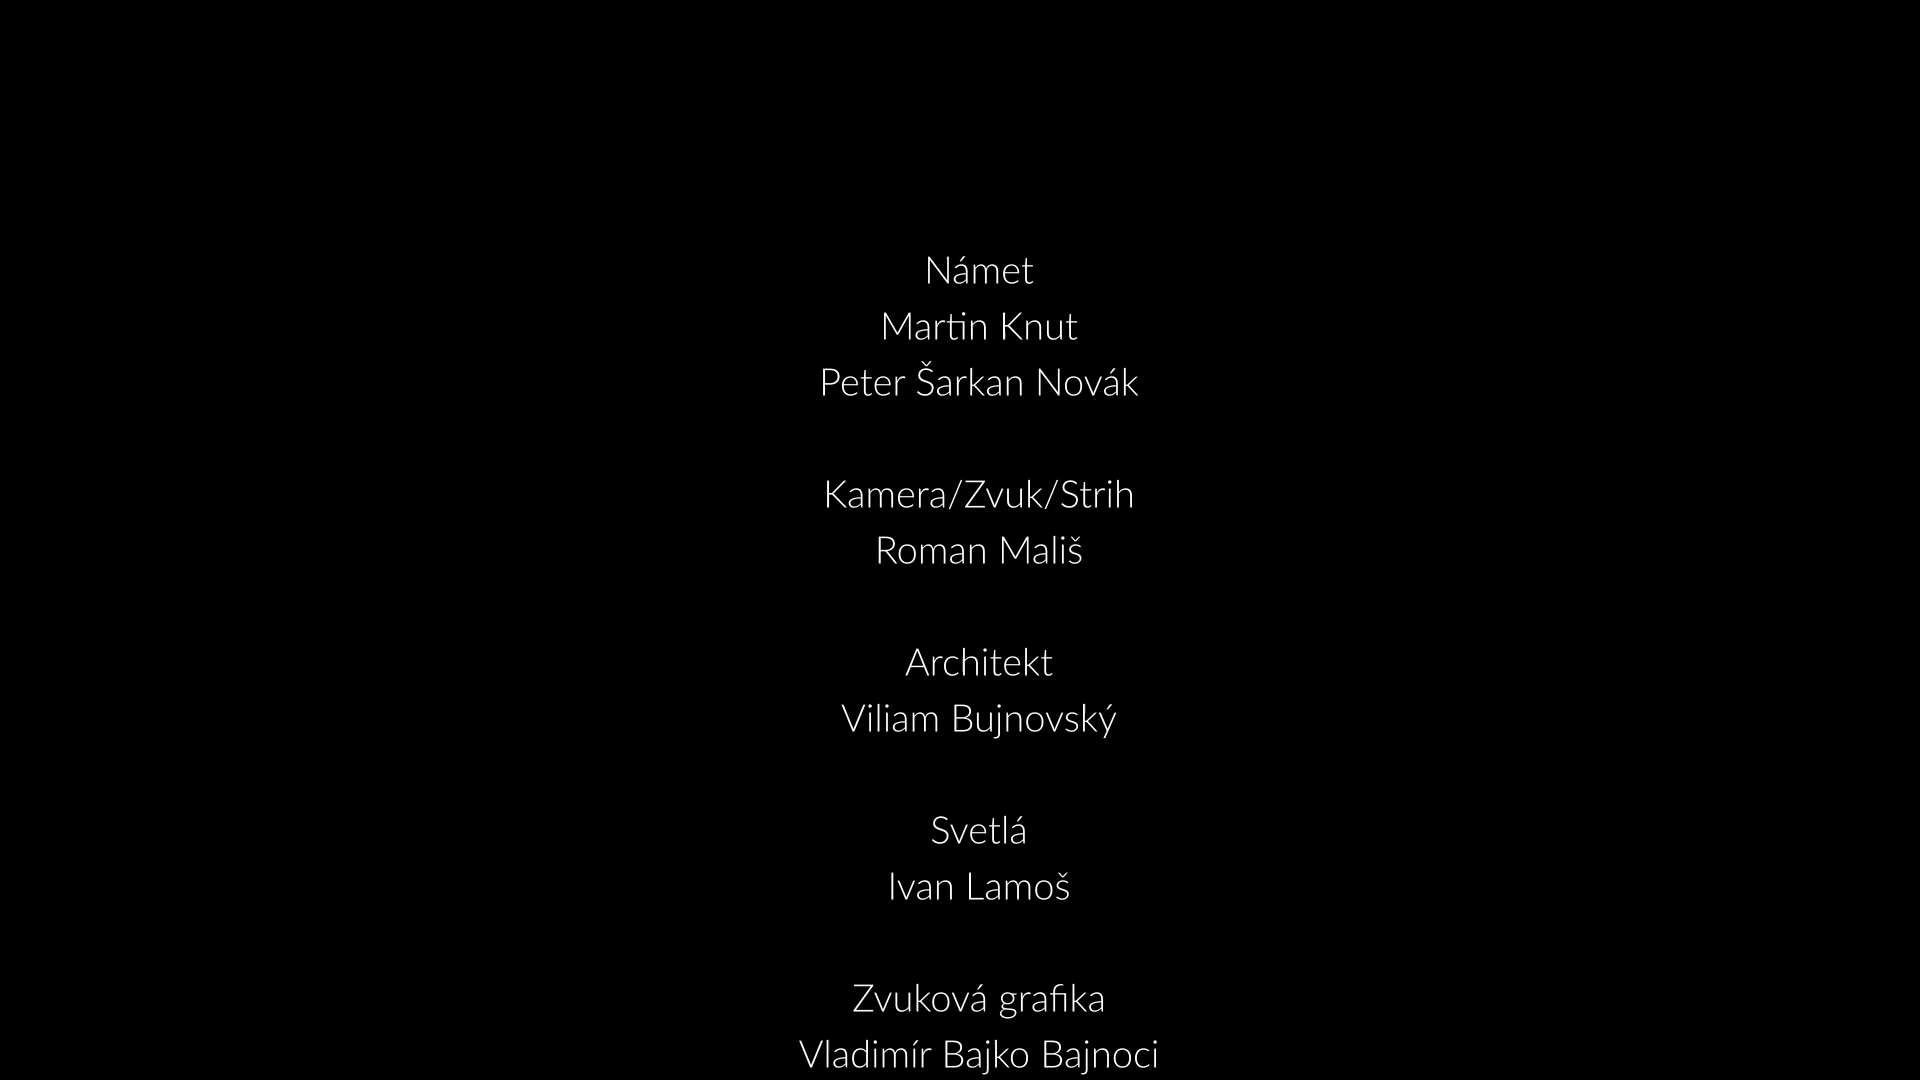 Námet
Martin Knut
Peter Šarkan Novák
Kamera/Zvuk/Strih
Roman Mališ
Architekt
Viliam Bujnovský
Svetlá
Ivan Lamoš
Zvuková grafika
Vladimír Bajko Bajnoci